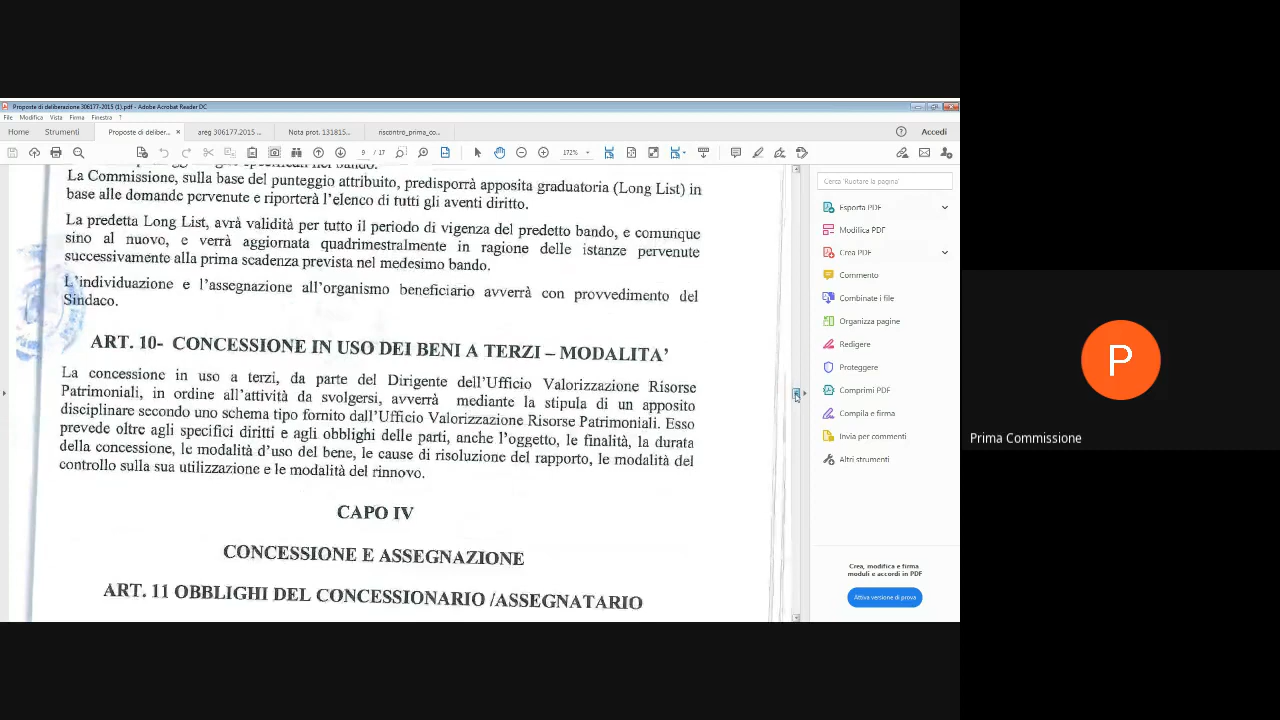 Proposte di deliberazione 306177-2015 (1).pdf - Adobe Acrobat Reader DC
File Modifica Vista Firma Finestra ?
Home Strumenti Proposte di deliber... × areg 306177.2015 ... Nota prot. 131815... riscontro_prima_co... Accedi
9 / 17 172%
La Commissione, sulla base del punteggio attribuito, predisporrà apposita graduatoria (Long List) in
base alle domande pervenute e riporterà l'elenco di tutti gli aventi diritto.
La predetta Long List, avrà validità per tutto il periodo di vigenza del predetto bando, e comunque
sino al nuovo, e verrà aggiornata quadrimestralmente in ragione delle istanze pervenute
successivamente alla prima scadenza prevista nel medesimo bando.
L'individuazione e l'assegnazione all'organismo beneficiario avverrà con provvedimento del
Sindaco.
ART. 10- CONCESSIONE IN USO DEI BENI A TERZI – MODALITA'
La concessione in uso a terzi, da parte del Dirigente dell'Ufficio Valorizzazione Risorse
Patrimoniali, in ordine all'attività da svolgersi, avverrà mediante la stipula di un apposito
disciplinare secondo uno schema tipo fornito dall'Ufficio Valorizzazione Risorse Patrimoniali. Esso
prevede oltre agli specifici diritti e agli obblighi delle parti, anche l'oggetto, le finalità, la durata
della concessione, le modalità d'uso del bene, le cause di risoluzione del rapporto, le modalità del
controllo sulla sua utilizzazione e le modalità del rinnovo.
CAPO IV
CONCESSIONE E ASSEGNAZIONE
ART. 11 OBBLIGHI DEL CONCESSIONARIO /ASSEGNATARIO
Cerca 'Ruotare la pagina'
Esporta PDF
Modifica PDF
Crea PDF
Commento
Combinate i file
Organizza pagine
Redigere
Proteggere
Comprimi PDF
Compila e firma
Invia per commenti
Altri strumenti
Crea, modifica e firma
moduli e accordi in PDF
Attiva versione di prova
P
Prima Commissione